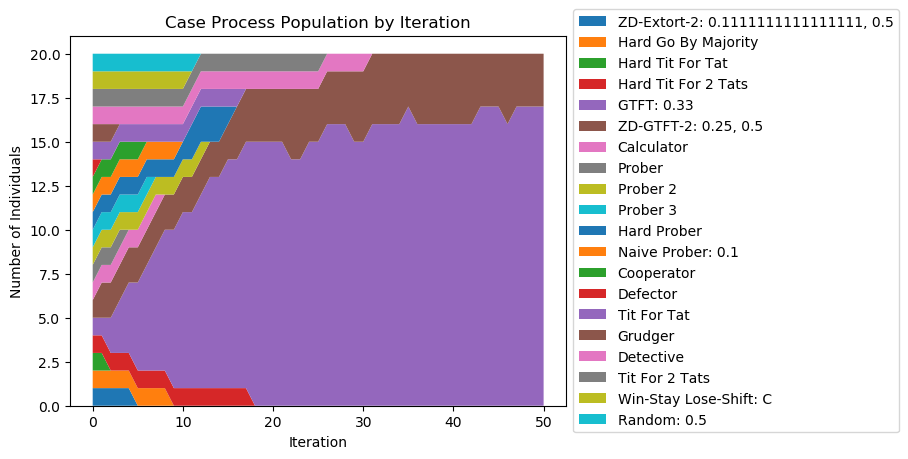 Case Process Population by Iteration
20.0
17.5
15.0
12.5
10.0
7.5
5.0
2.5
0.0
Number of Individuals
0 10 20 30 40 50
Iteration
ZD-Extort-2: 0.1111111111111111, 0.5
Hard Go By Majority
Hard Tit For Tat
Hard Tit For 2 Tats
GTFT: 0.33
ZD-GTFT-2: 0.25, 0.5
Calculator
Prober
Prober 2
Prober 3
Hard Prober
Naive Prober: 0.1
Cooperator
Defector
Tit For Tat
Grudger
Detective
Tit For 2 Tats
Win-Stay Lose-Shift: C
Random: 0.5